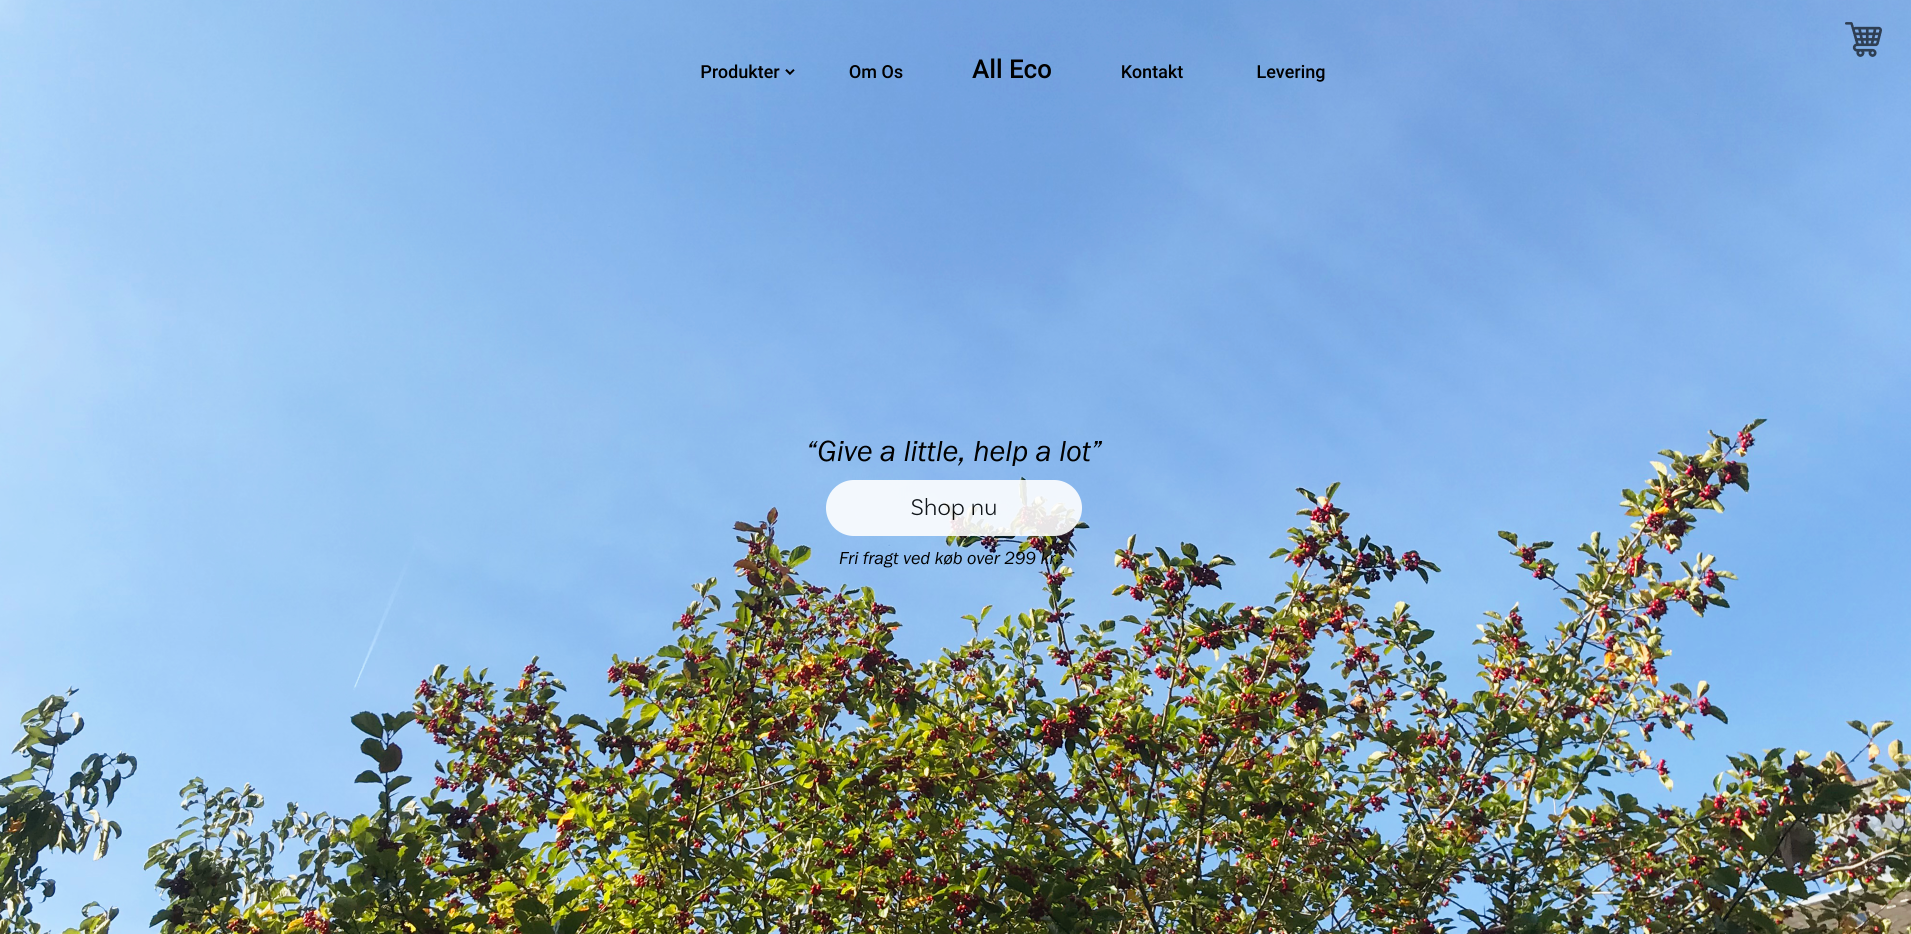 Produkter
Om Os
All Eco
Kontakt
Levering
“Give a little, help a lot”
Shop nu
Fri fragt ved køb over 299 kr.